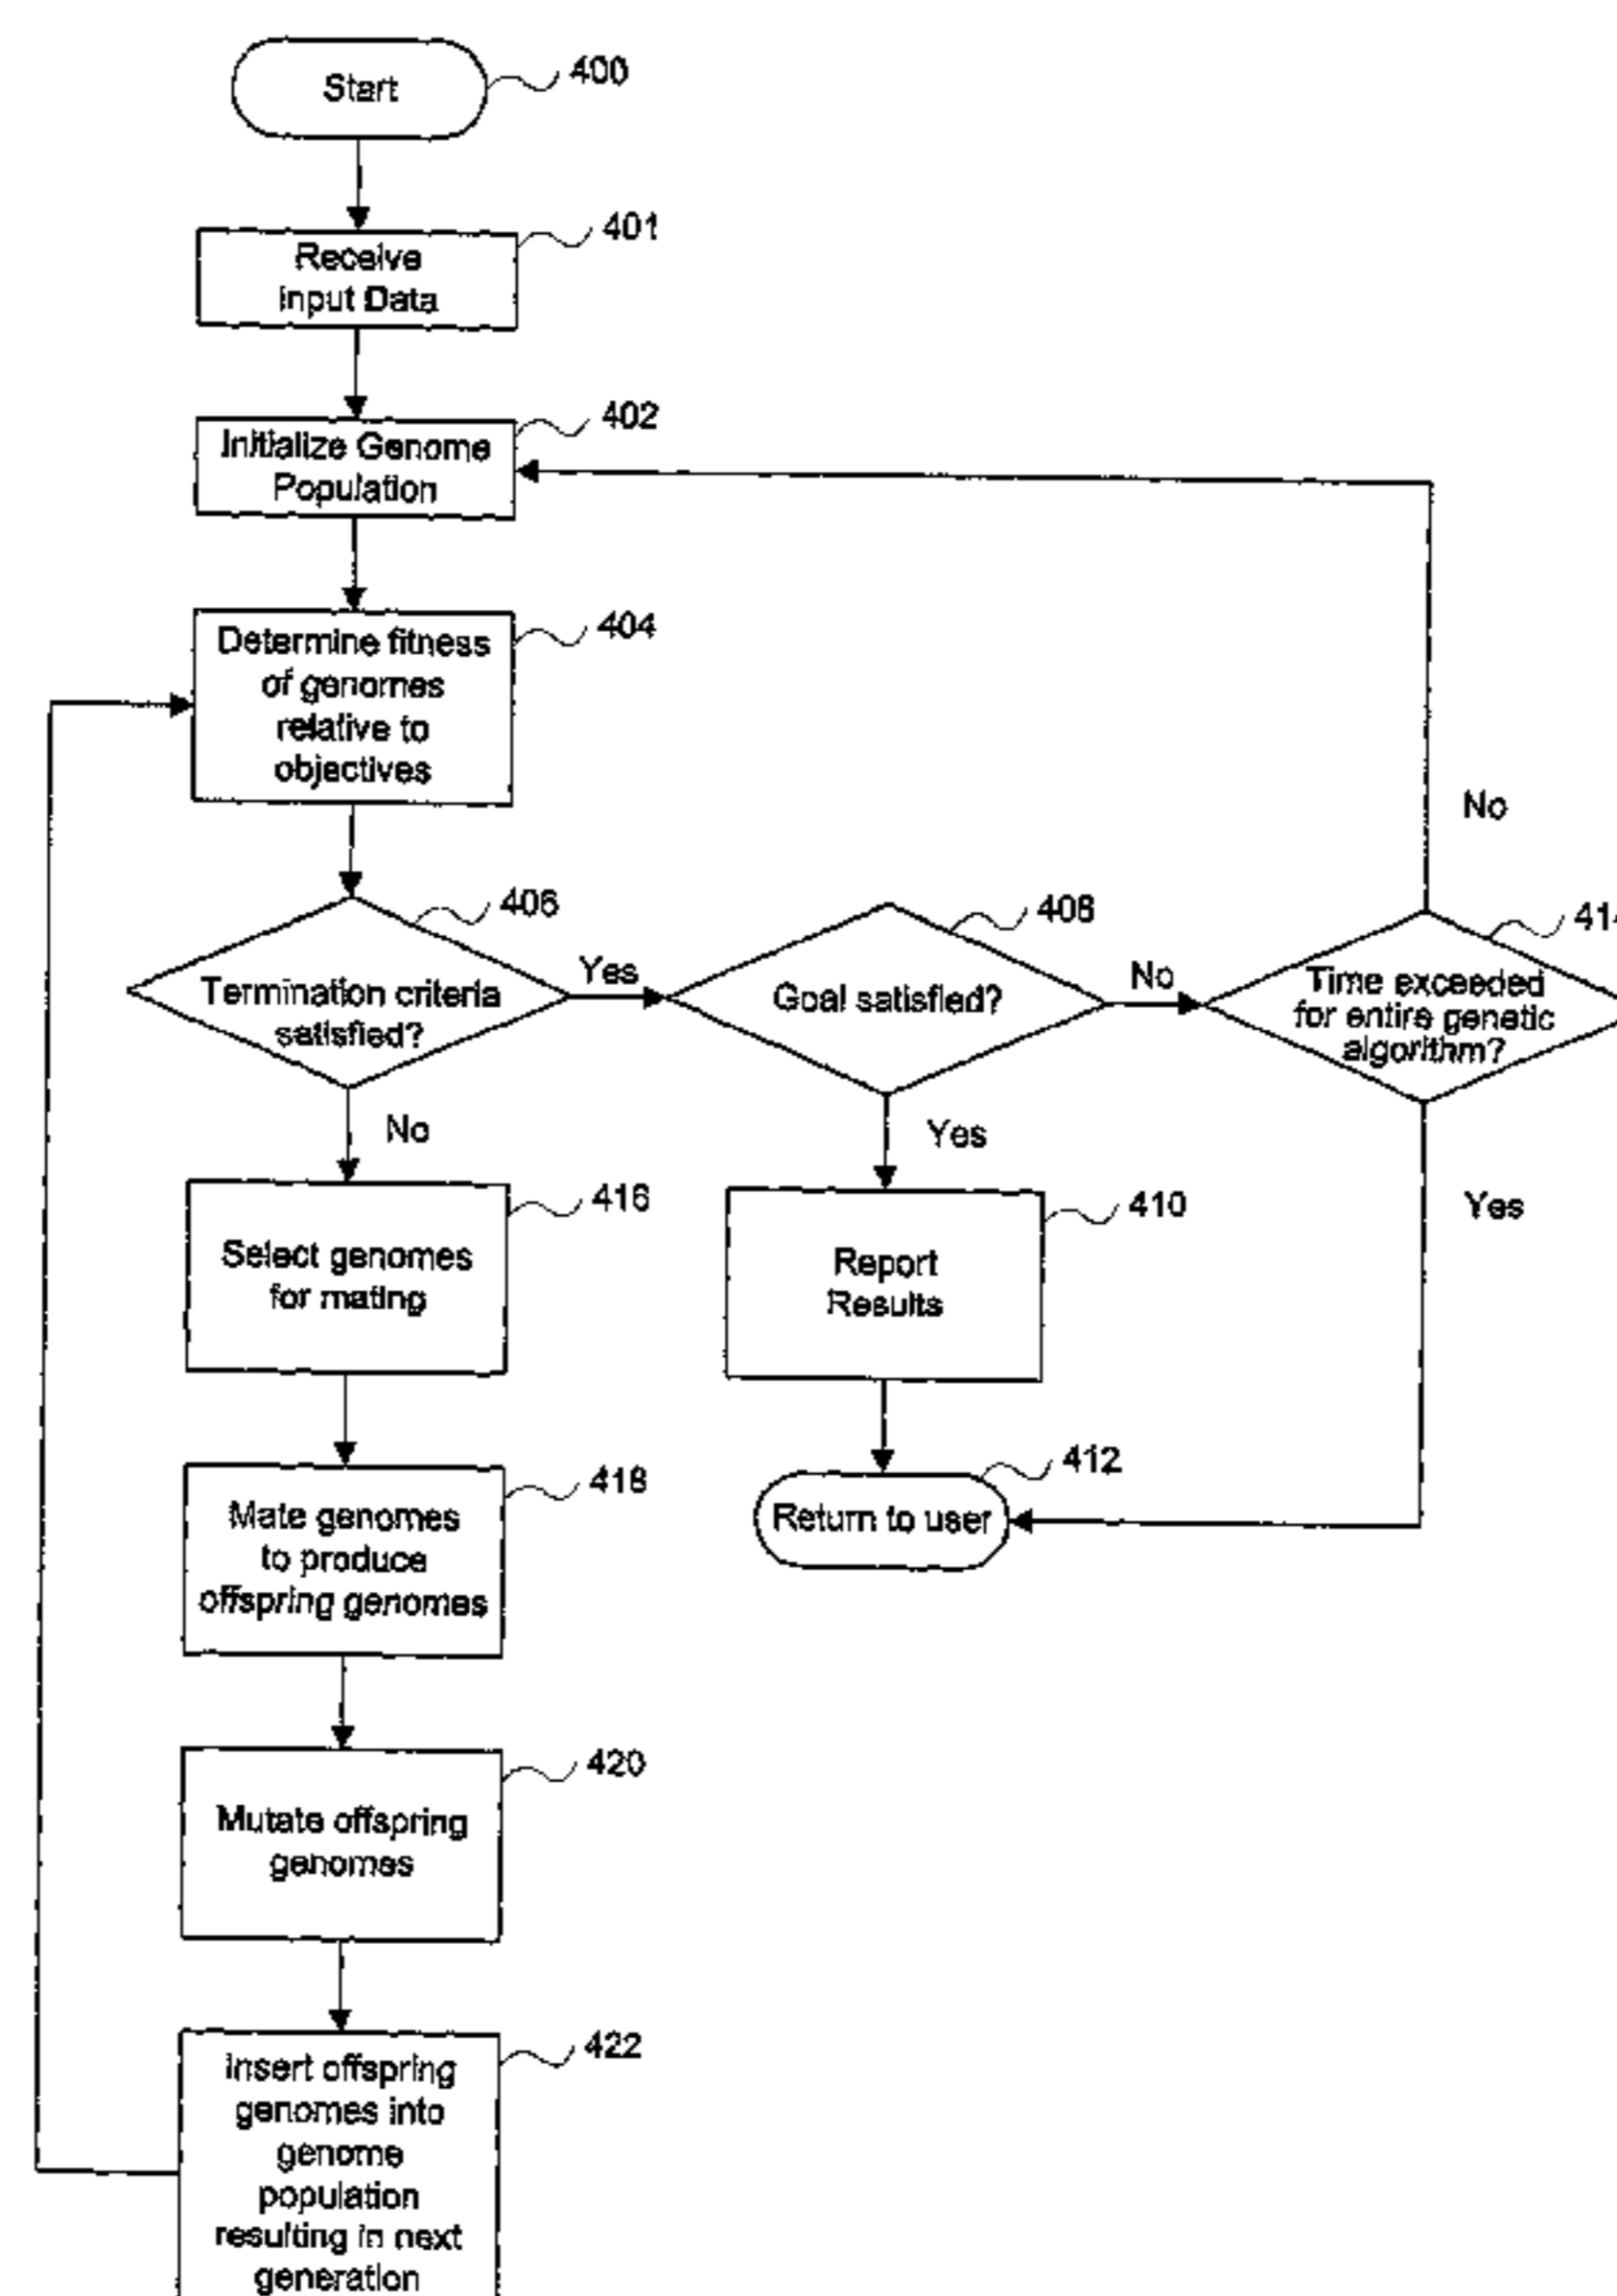 Start
400
Receive
Input Data
401
Initialize Genome
Population
402
Determine fitness
of genomes
relative to
objectives
404
No
Termination criteria
satisfied?
406
Yes
Goal satisfied?
408
No
Time exceeded
for entire genetic
algorithm?
414
No
Yes
Yes
Select genomes
for mating
416
Report
Results
410
Mate genomes
to produce
offspring genomes
418
Return to user
412
Mutate offspring
genomes
420
Insert offspring
genomes into
genome
population
resulting in next
generation
422